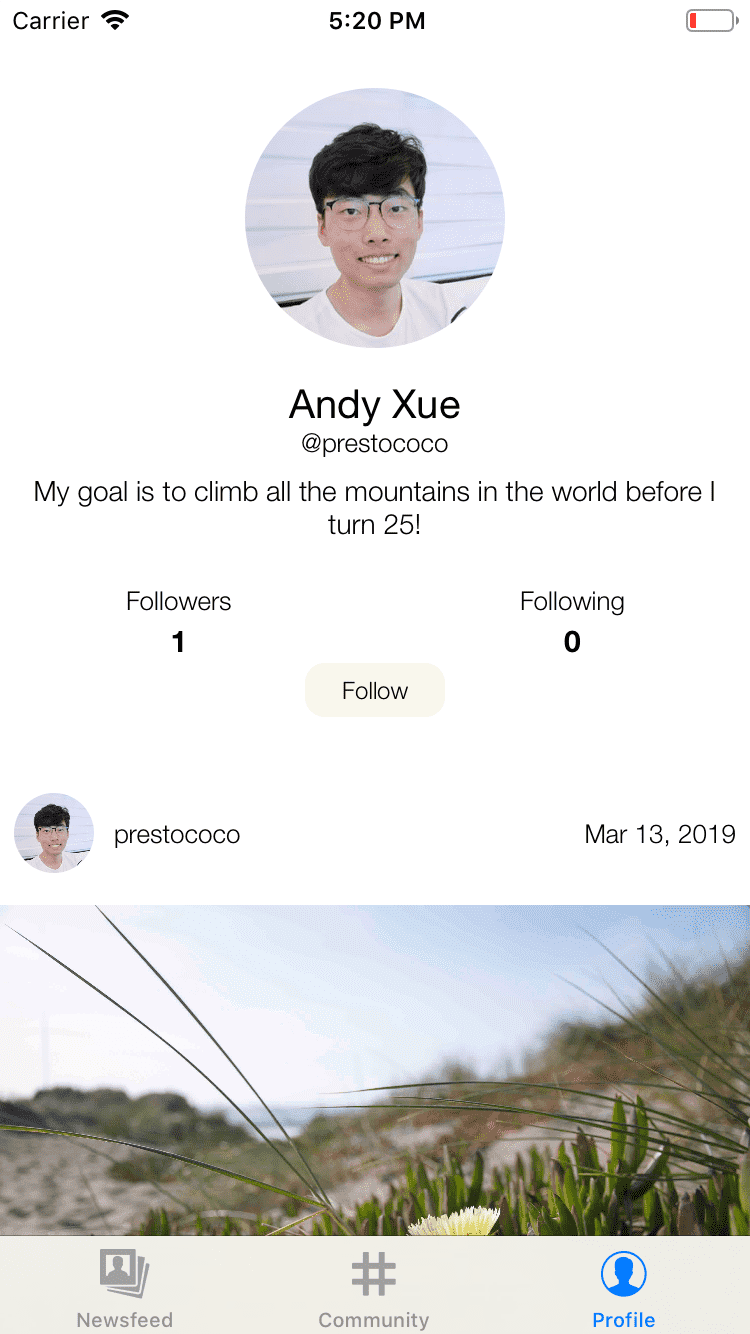 Carrier 5:20 PM
Andy Xue
@prestococo
My goal is to climb all the mountains in the world before I
turn 25!
Followers Following
1 0
Follow
prestococo Mar 13, 2019
Newsfeed Community Profile